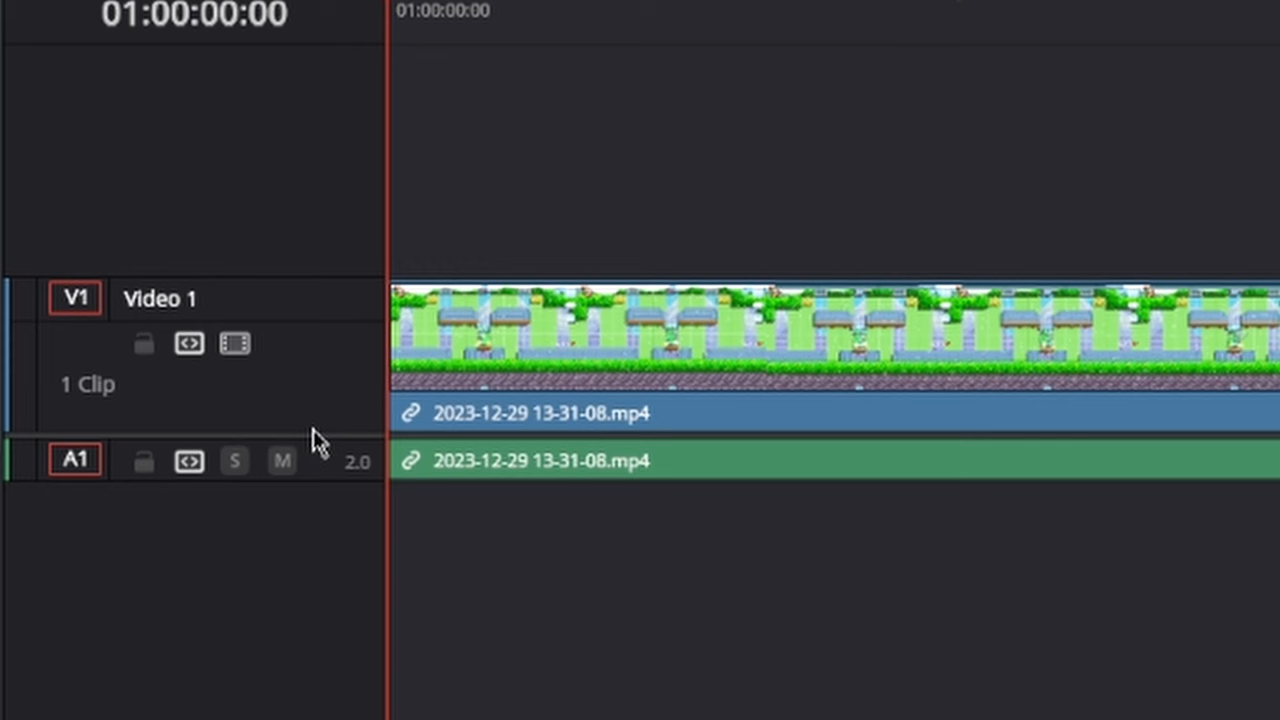 01:00:00:00
01:00:00:00
V1 Video 1
1 Clip
2023-12-29 13-31-08.mp4
A1 S M 2.0
2023-12-29 13-31-08.mp4